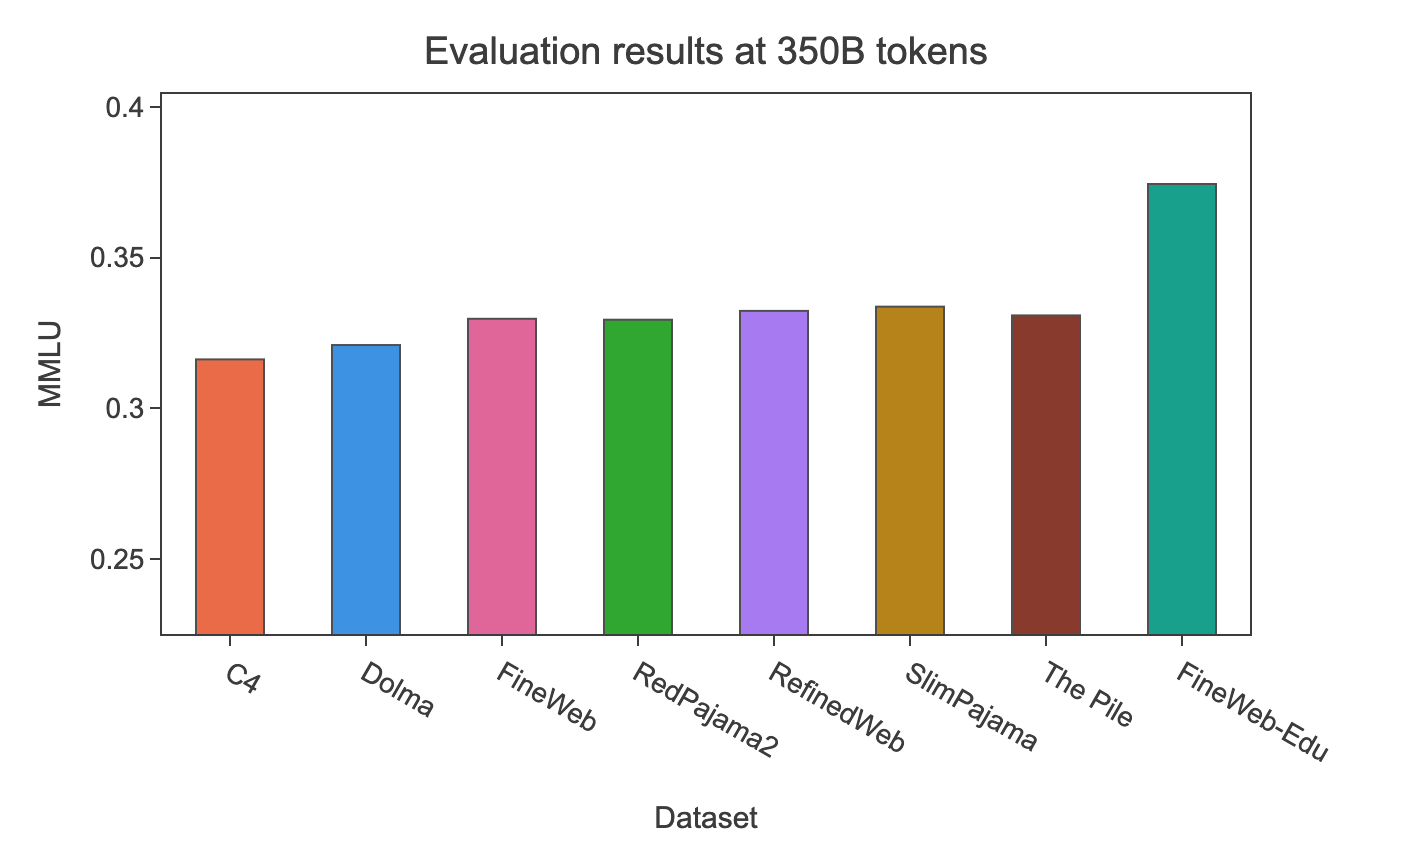 Evaluation results at 350B tokens
0.4
0.35
0.3
0.25
MMLU
C4
Dolma
FineWeb
RedPajama2
RefinedWeb
SlimPajama
The Pile
FineWeb-Edu
Dataset